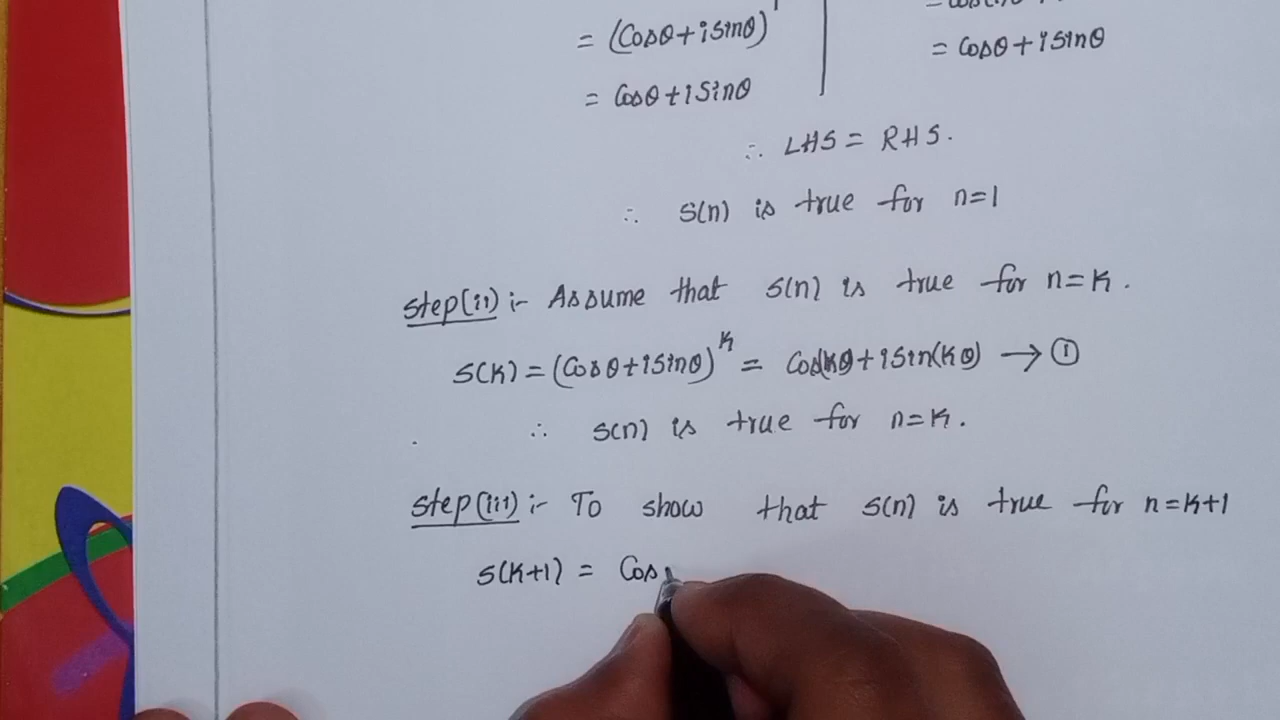 = (Cosθ+isinθ)¹
= Cosθ+isinθ
= Cosθ+isinθ
∴ LHS = RHS.
∴ S(n) is true for n=1
Step(ii):- Assume that S(n) is true for n=K.
S(K) = (Cosθ+isinθ)^K = Cos(Kθ)+isin(Kθ) → ①
∴ S(n) is true for n=K.
Step(iii):- To show that S(n) is true for n=K+1
S(K+1) = Cos